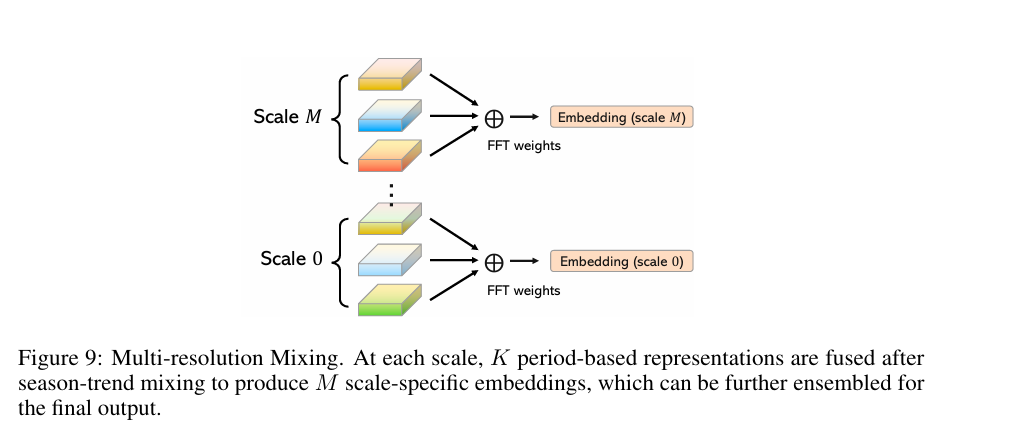 Scale M
Embedding (scale M)
FFT weights
Scale 0
Embedding (scale 0)
FFT weights
Figure 9: Multi-resolution Mixing. At each scale, K period-based representations are fused after
season-trend mixing to produce M scale-specific embeddings, which can be further ensembled for
the final output.